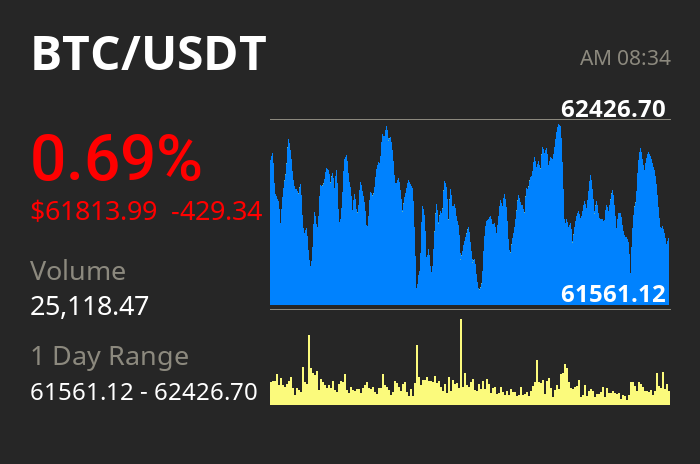 BTC/USDT
AM 08:34
62426.70
0.69%
$61813.99 -429.34
Volume
25,118.47
61561.12
1 Day Range
61561.12 - 62426.70